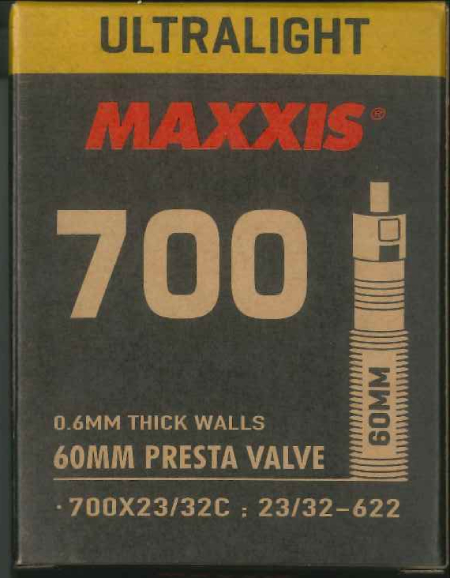 ULTRALIGHT
MAXXIS®
700
60MM
0.6MM THICK WALLS
60MM PRESTA VALVE
·700X23/32C : 23/32-622